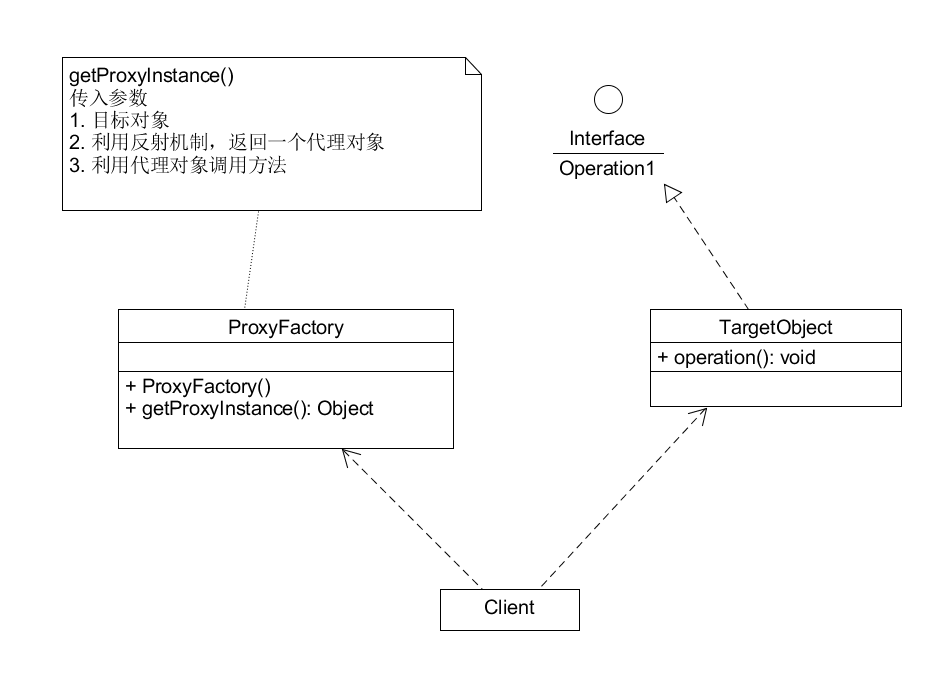 getProxyInstance()
传入参数
1. 目标对象
2. 利用反射机制，返回一个代理对象
3. 利用代理对象调用方法
Interface
Operation1
ProxyFactory
+ ProxyFactory()
+ getProxyInstance(): Object
TargetObject
+ operation(): void
Client